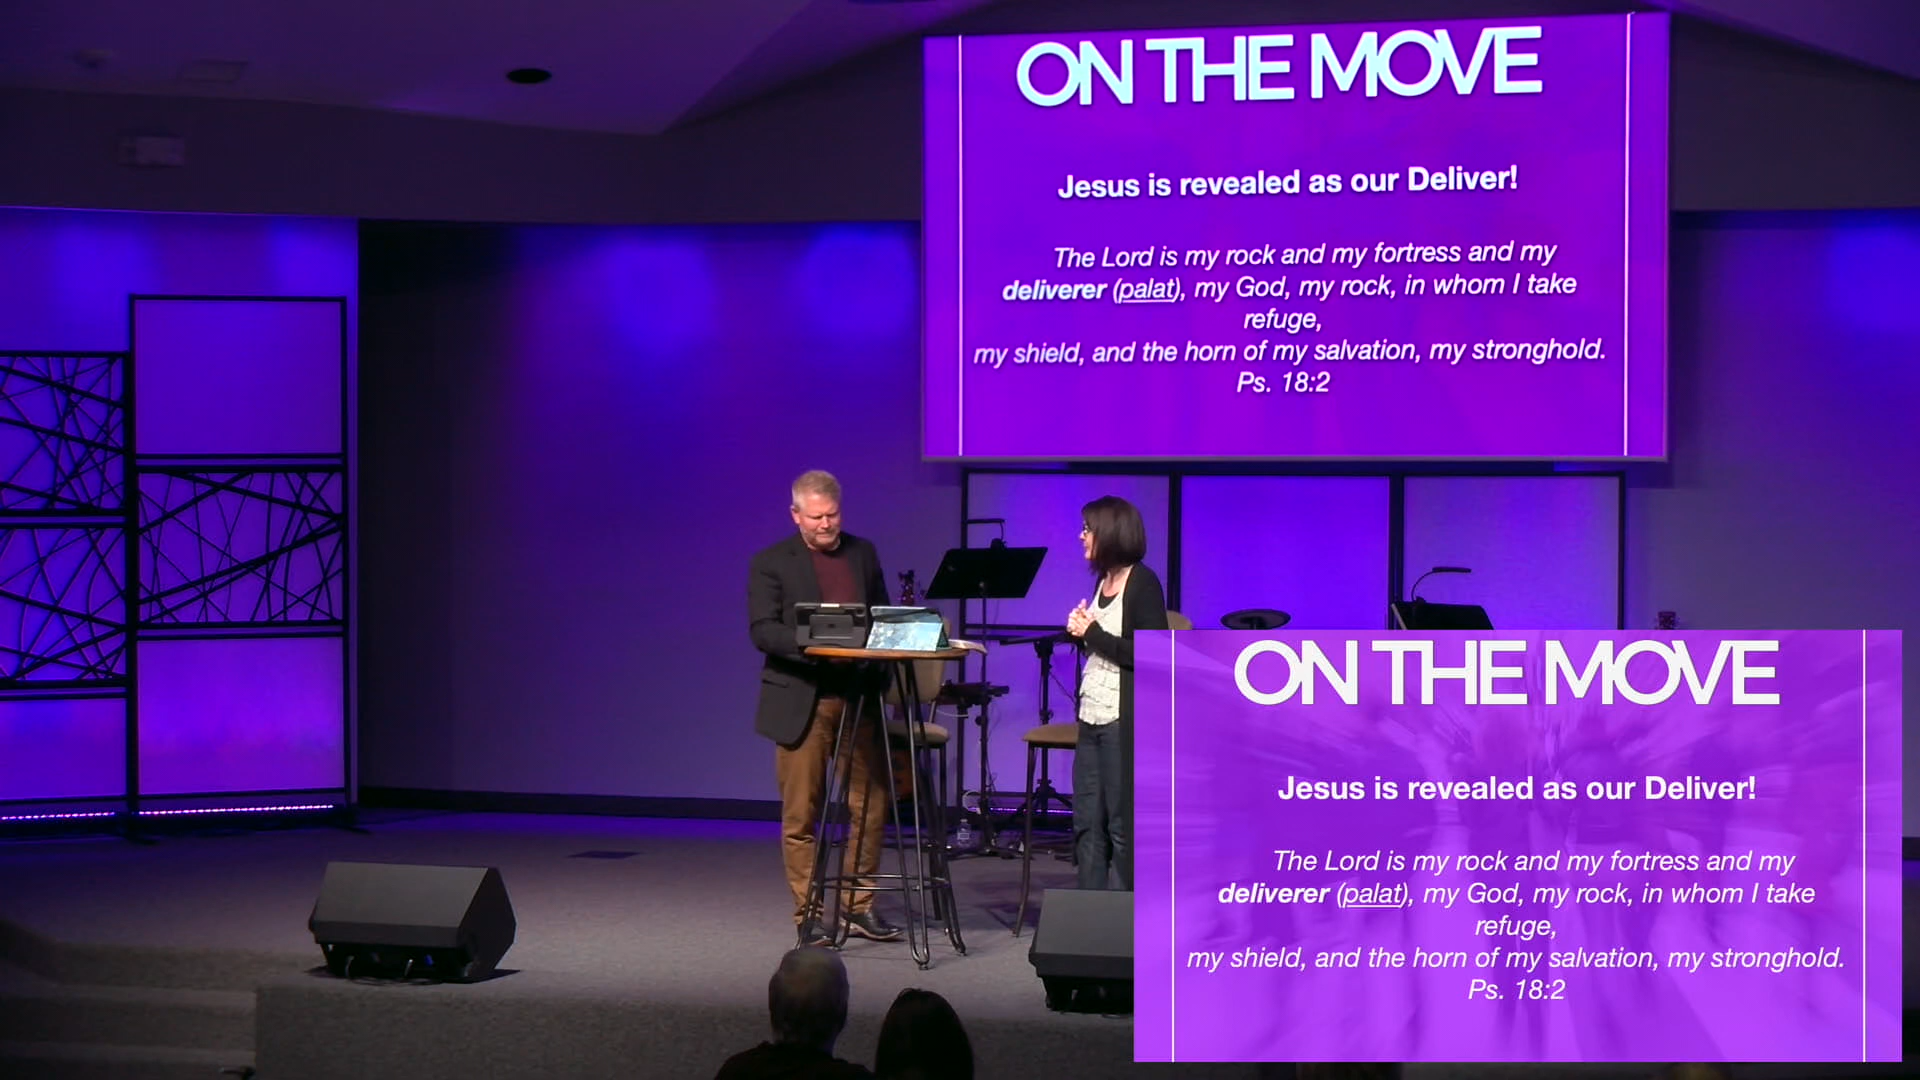 ON THE MOVE
Jesus is revealed as our Deliver!
The Lord is my rock and my fortress and my
deliverer (palat), my God, my rock, in whom I take
refuge,
my shield, and the horn of my salvation, my stronghold.
Ps. 18:2
ON THE MOVE
Jesus is revealed as our Deliver!
The Lord is my rock and my fortress and my
deliverer (palat), my God, my rock, in whom I take
refuge,
my shield, and the horn of my salvation, my stronghold.
Ps. 18:2